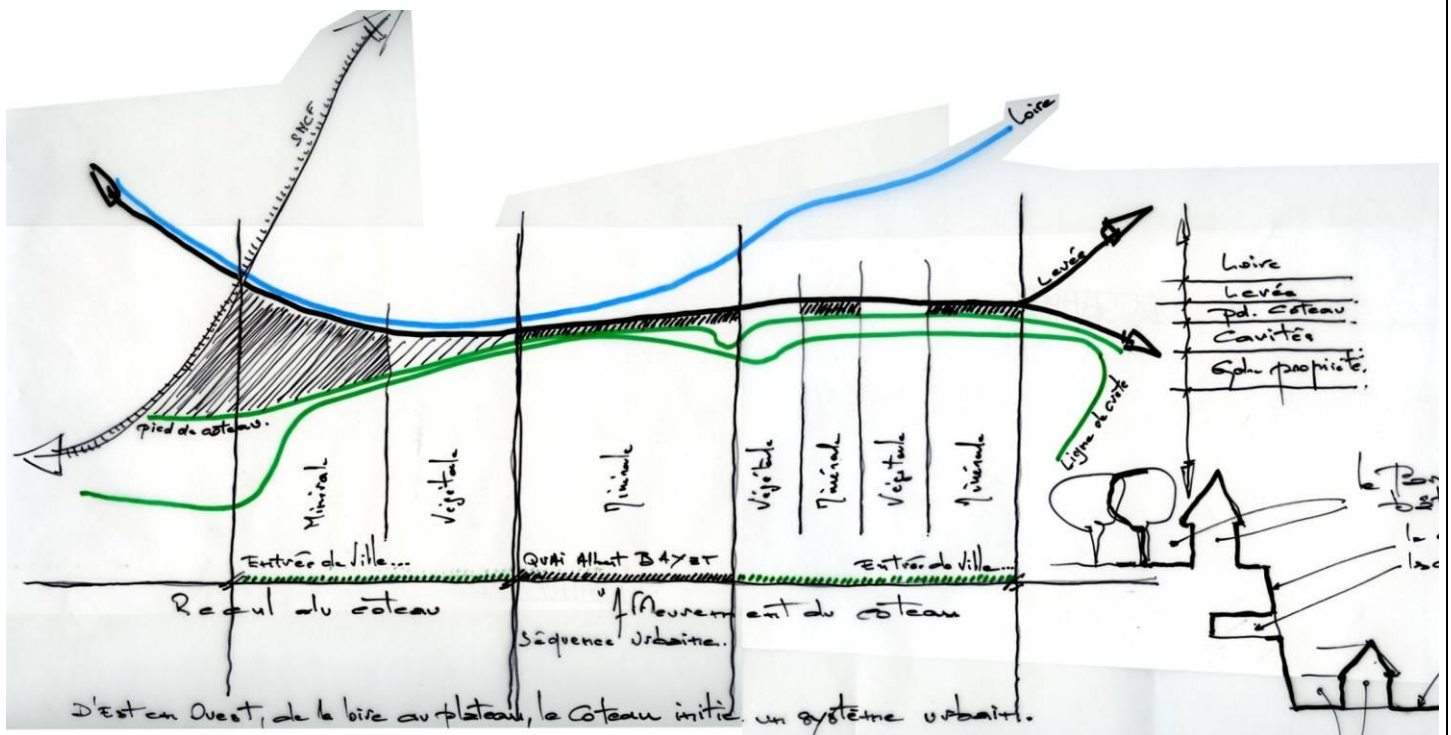 SNCF
Loire
Levée
Loire
Levée
pd. Coteau
Cavités
Gde propriété.
pied de coteau.
Ligne de crête
Minéral
Végétale
Minérale
Végétale
Minérale
Végétale
Minérale
Entrée de Ville...
QUAI Albert BAYET
Entrée de Ville...
Recul du coteau
Affleurement du coteau
Séquence Urbaine.
D'Est en Ouest, de la loire au plateau, le Coteau initie un système urbain.